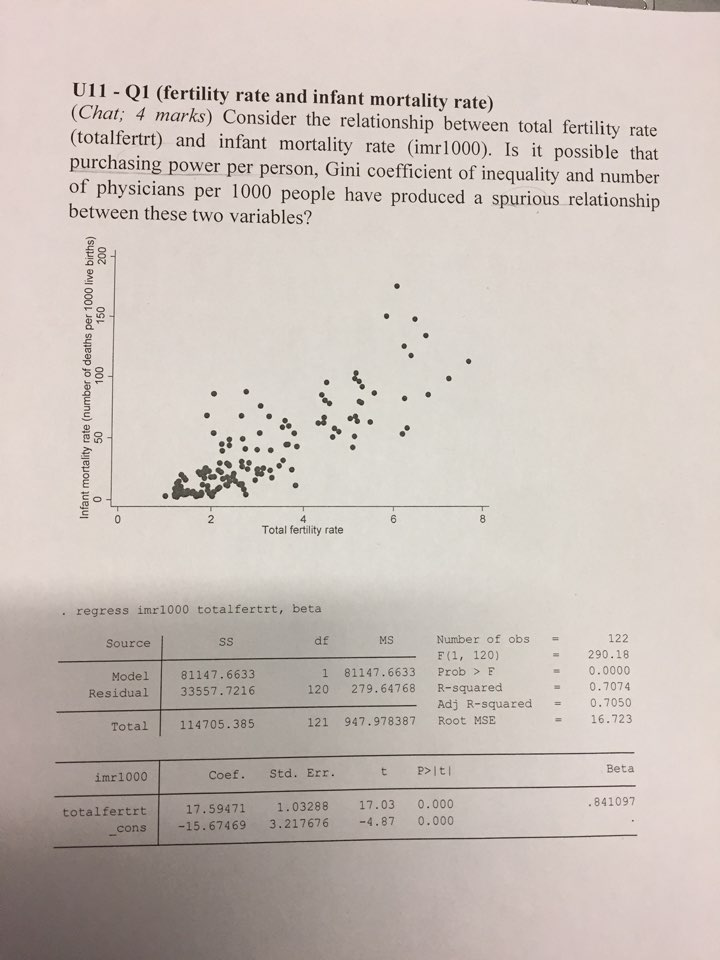 U11 - Q1 (fertility rate and infant mortality rate)
(Chat; 4 marks) Consider the relationship between total fertility rate
(totalfertrt) and infant mortality rate (imr1000). Is it possible that
purchasing power per person, Gini coefficient of inequality and number
of physicians per 1000 people have produced a spurious relationship
between these two variables?
Infant mortality rate (number of deaths per 1000 live births)
200
150
100
50
0
0 2 4 6 8
Total fertility rate
. regress imr1000 totalfertrt, beta
Source SS df MS Number of obs = 122
F(1, 120) = 290.18
Model 81147.6633 1 81147.6633 Prob > F = 0.0000
Residual 33557.7216 120 279.64768 R-squared = 0.7074
Adj R-squared = 0.7050
Total 114705.385 121 947.978387 Root MSE = 16.723
imr1000 Coef. Std. Err. t P>|t| Beta
totalfertrt 17.59471 1.03288 17.03 0.000 .841097
_cons -15.67469 3.217676 -4.87 0.000 .